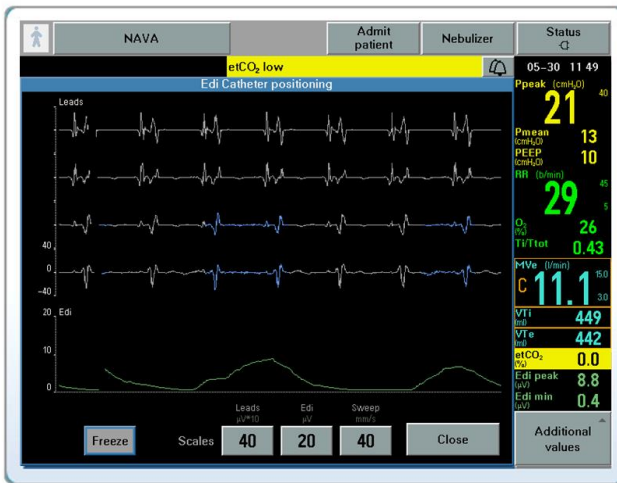 NAVA
Admit patient
Nebulizer
Status
etCO₂ low
05-30 11 49
Edi Catheter positioning
Leads
40
0
-40
20 Edi
10
0
Ppeak (cmH₂O)
21
40
Pmean (cmH₂O) 13
PEEP (cmH₂O) 10
RR (b/min)
29
45
5
O₂ (%) 26
Ti/Ttot 0.43
MVe (l/min)
C 11.1
15.0
3.0
VTi (ml) 449
VTe (ml) 442
etCO₂ (%) 0.0
Edi peak (µV) 8.8
Edi min (µV) 0.4
Leads Edi Sweep
µV*10 µV mm/s
Freeze Scales 40 20 40 Close
Additional values